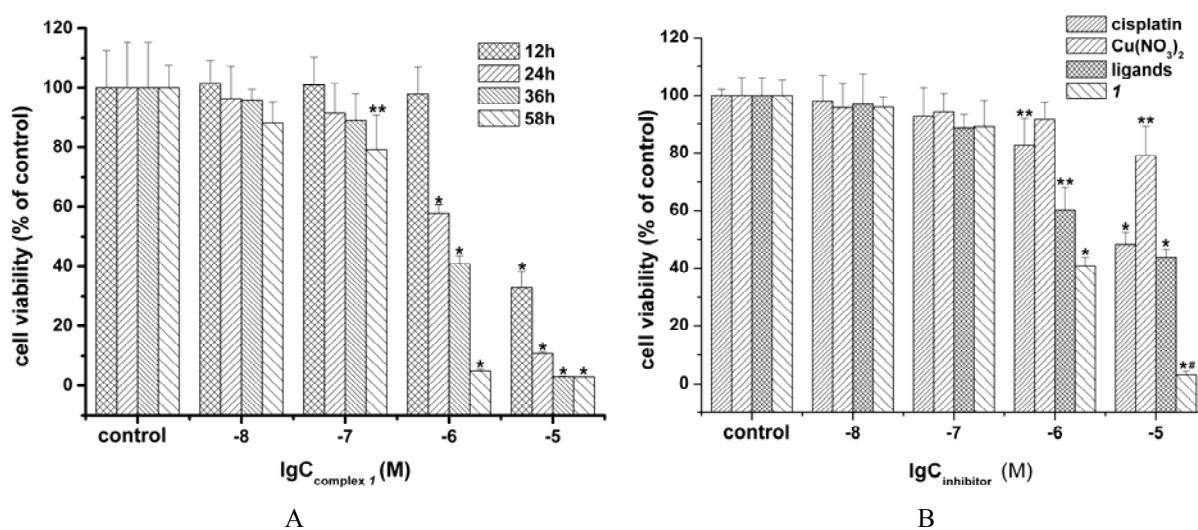 120
100
80
60
40
20
0
cell viability (% of control)
12h
24h
36h
58h
**
*
*
*
*
*
*
*
control -8 -7 -6 -5
lgC complex 1 (M)
A
120
100
80
60
40
20
0
cell viability (% of control)
cisplatin
Cu(NO3)2
ligands
1
**
**
*
*
**
*
*#
control -8 -7 -6 -5
lgC inhibitor (M)
B